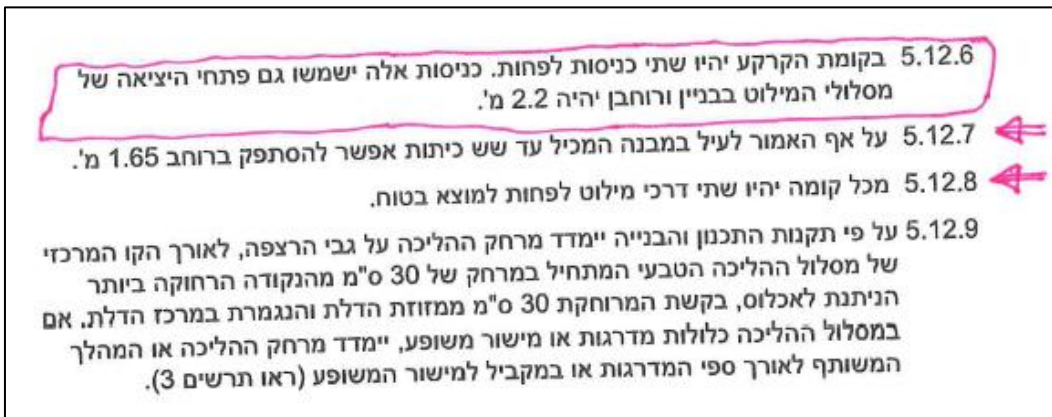 5.12.6 בקומת הקרקע יהיו שתי כניסות לפחות. כניסות אלה ישמשו גם פתחי היציאה של
מסלולי המילוט בבניין ורוחבן יהיה 2.2 מ'.
5.12.7 על אף האמור לעיל במבנה המכיל עד שש כיתות אפשר להסתפק ברוחב 1.65 מ'.
5.12.8 מכל קומה יהיו שתי דרכי מילוט לפחות למוצא בטוח.
5.12.9 על פי תקנות התכנון והבנייה יימדד מרחק ההליכה על גבי הרצפה, לאורך הקו המרכזי
של מסלול ההליכה הטבעי המתחיל במרחק של 30 ס"מ מהנקודה הרחוקה ביותר
הניתנת לאכלוס, בקשת המרוחקת 30 ס"מ ממזוזת הדלת והנגמרת במרכז הדלת. אם
במסלול ההליכה כלולות מדרגות או מישור משופע, יימדד מרחק ההליכה או המהלך
המשותף לאורך ספי המדרגות או במקביל למישור המשופע (ראו תרשים 3).